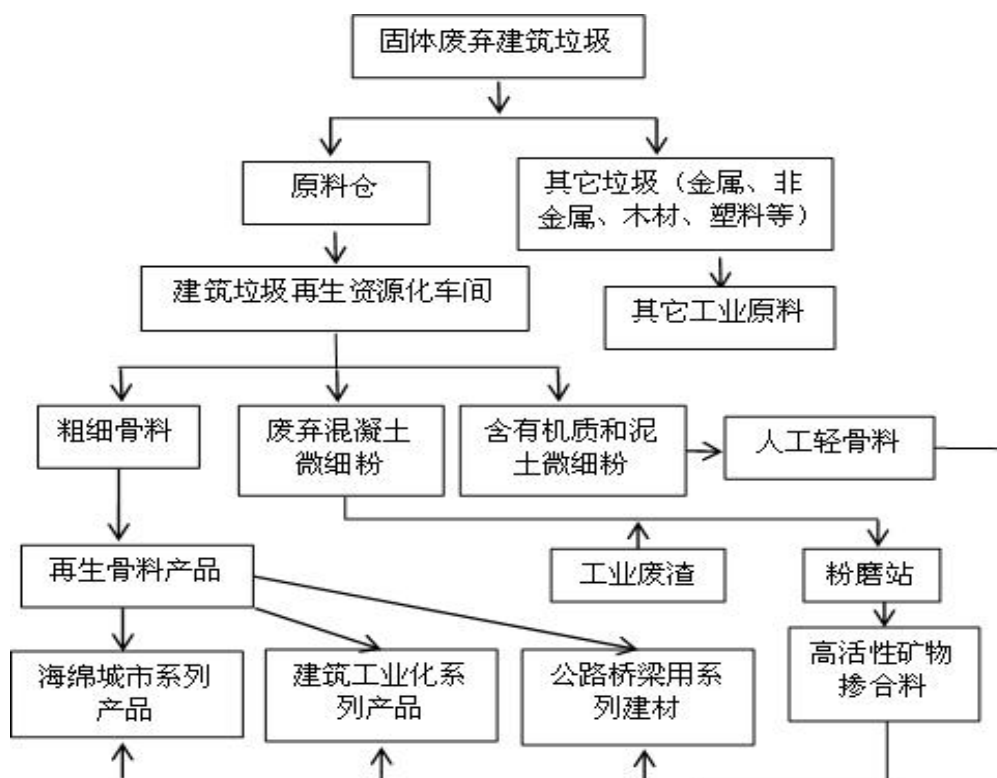 固体废弃建筑垃圾
原料仓
其它垃圾（金属、非
金属、木材、塑料等）
建筑垃圾再生资源化车间
其它工业原料
粗细骨料
废弃混凝土
微细粉
含有机质和泥
土微细粉
人工轻骨料
再生骨料产品
工业废渣
粉磨站
海绵城市系列
产品
建筑工业化系
列产品
公路桥梁用系
列建材
高活性矿物
掺合料